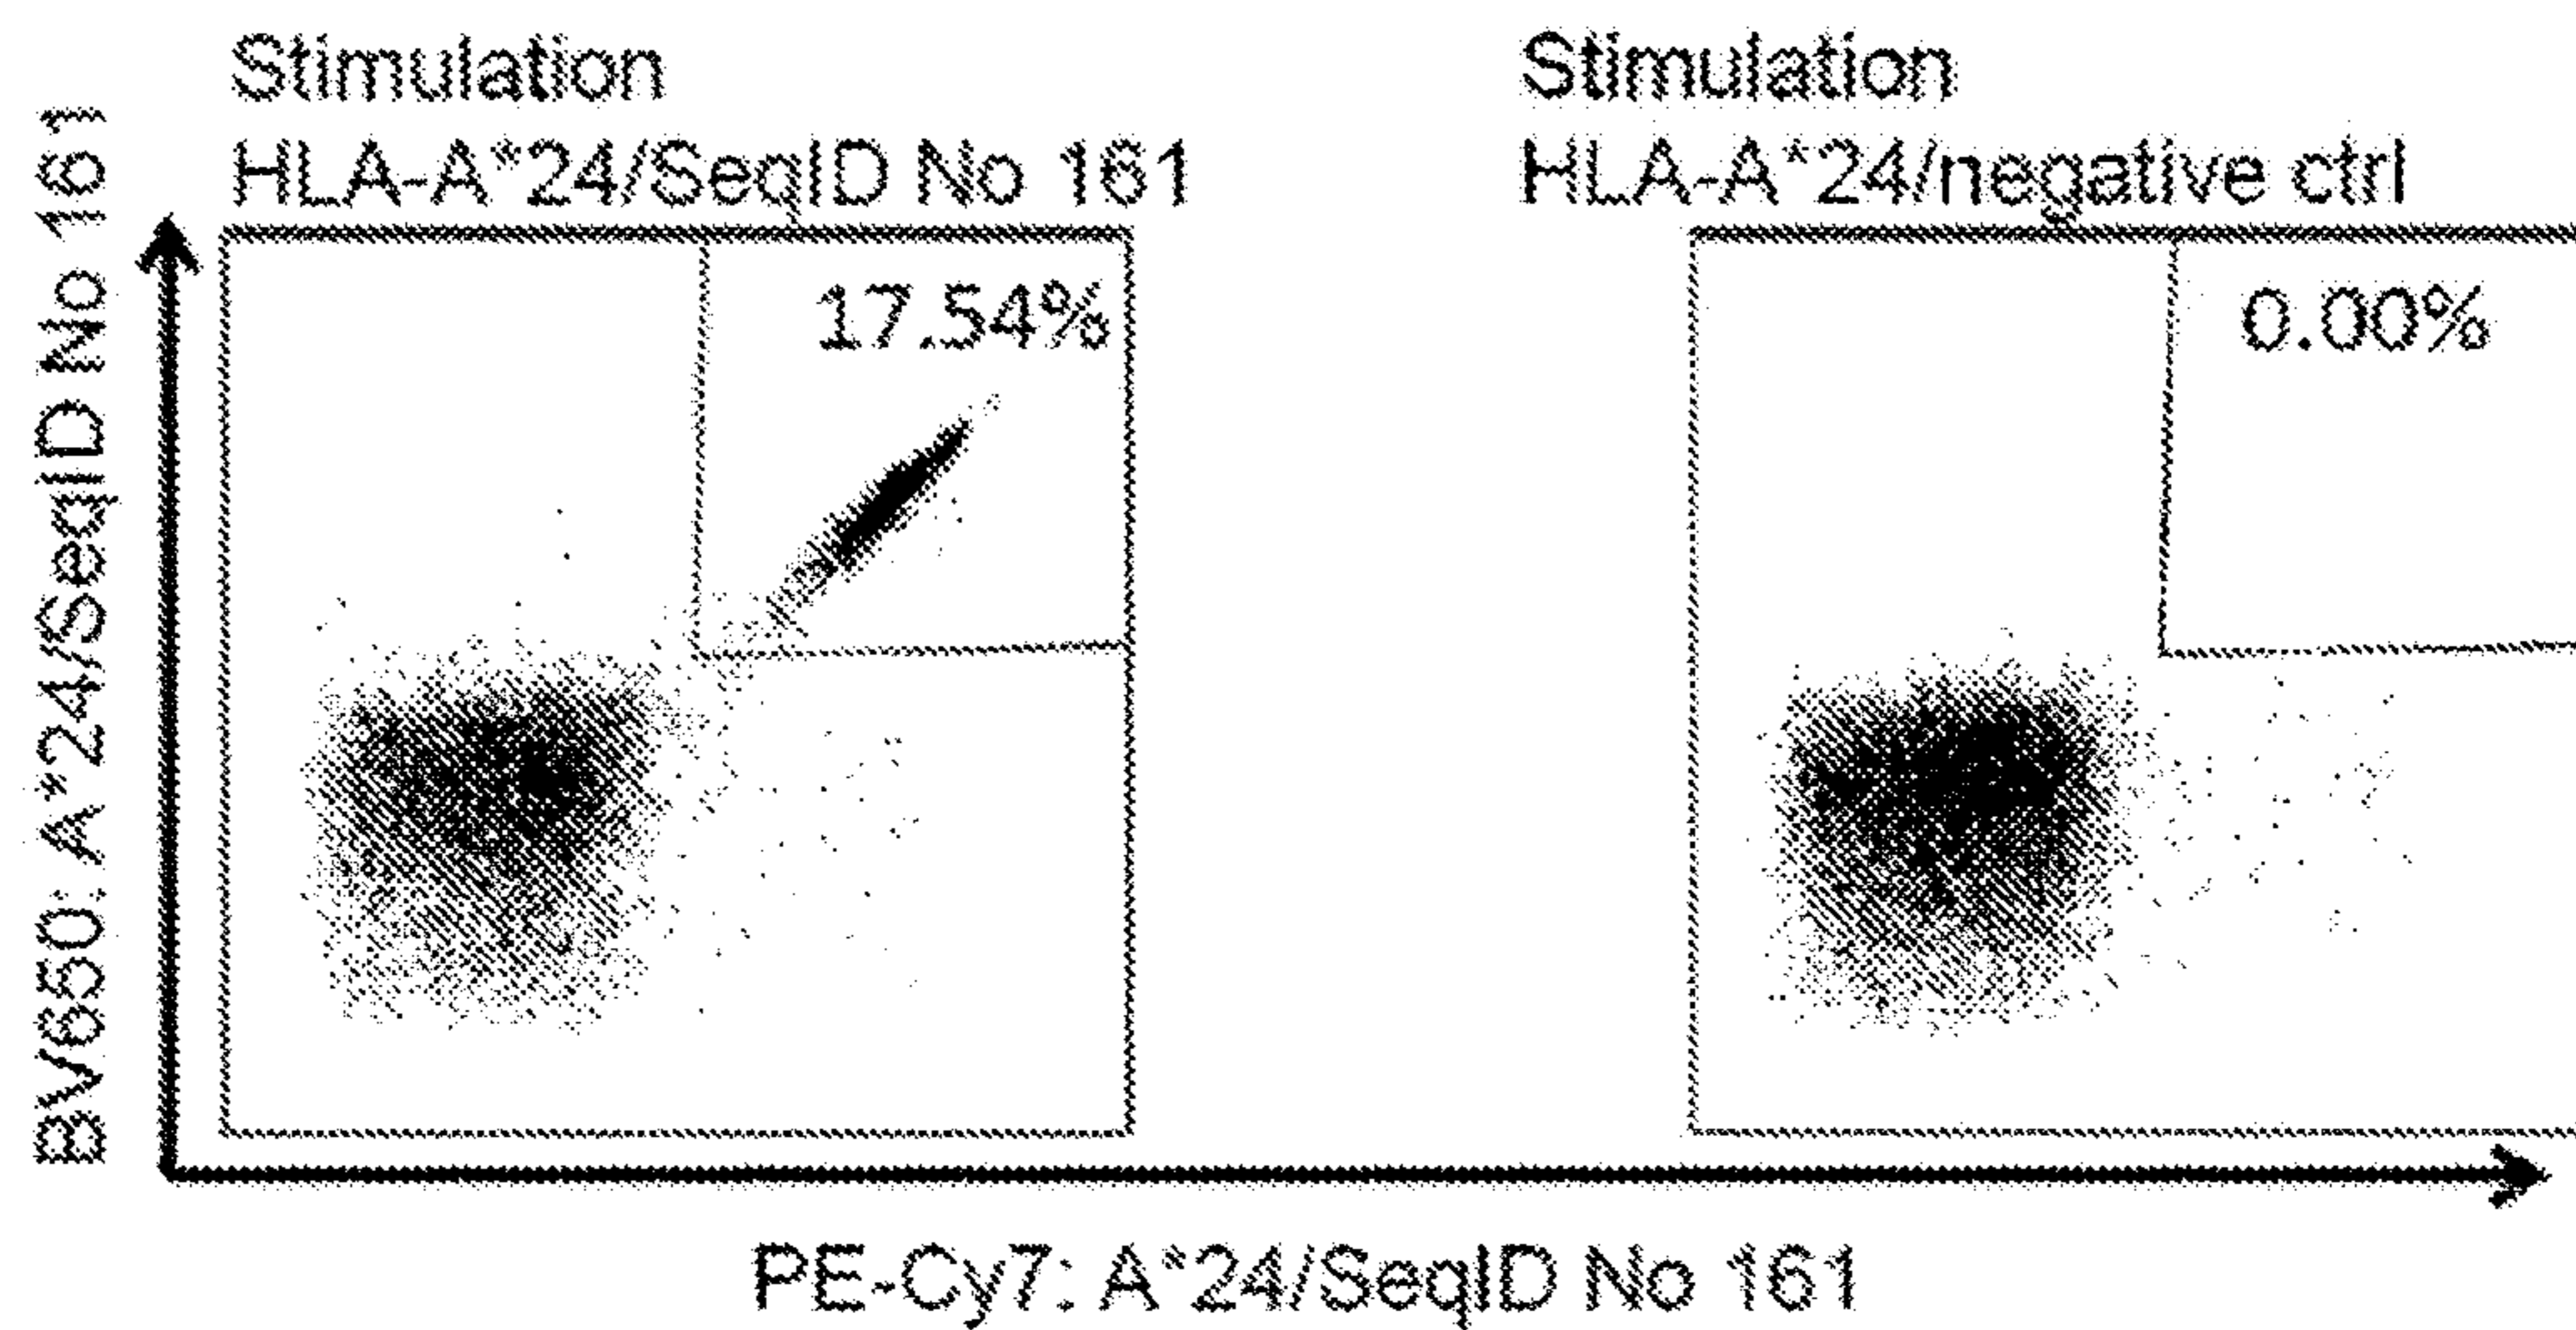 Stimulation
HLA-A*24/SeqID No 161
Stimulation
HLA-A*24/negative ctrl
BV650: A*24/SeqID No 161
17.54%
0.00%
PE-Cy7: A*24/SeqID No 161